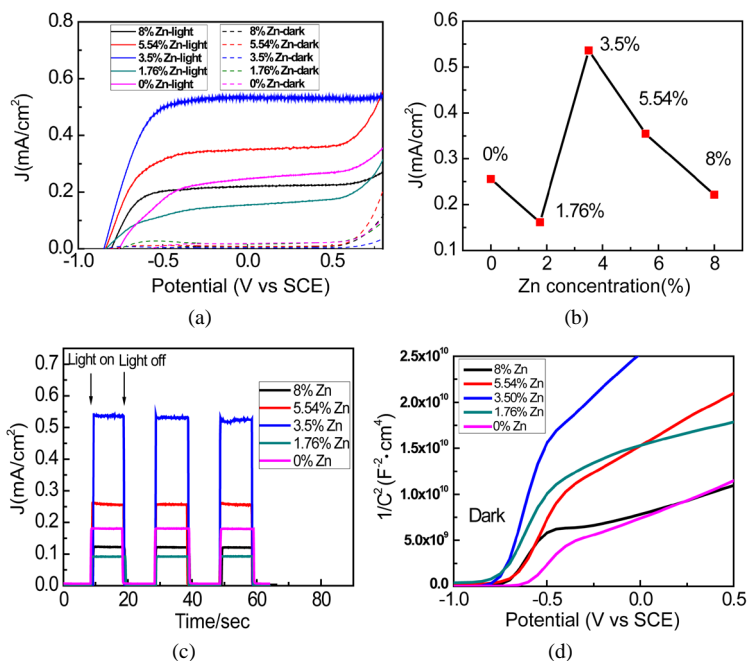 (a)
8% Zn-light
5.54% Zn-light
3.5% Zn-light
1.76% Zn-light
0% Zn-light
8% Zn-dark
5.54% Zn-dark
3.5% Zn-dark
1.76% Zn-dark
0% Zn-dark
J(mA/cm²)
0.8
0.6
0.4
0.2
0.0
-1.0
-0.5
0.0
0.5
Potential (V vs SCE)
(a)
(b)
J(mA/cm²)
0.6
0.5
0.4
0.3
0.2
0.1
0%
1.76%
3.5%
5.54%
8%
0
2
4
6
8
Zn concentration(%)
(b)
(c)
J(mA/cm²)
0.7
0.6
0.5
0.4
0.3
0.2
0.1
0.0
Light on
Light off
8% Zn
5.54% Zn
3.5% Zn
1.76% Zn
0% Zn
0
20
40
60
80
Time/sec
(c)
(d)
1/C² (F⁻²·cm⁴)
2.5x10¹⁰
2.0x10¹⁰
1.5x10¹⁰
1.0x10¹⁰
5.0x10⁹
0.0
8% Zn
5.54% Zn
3.50% Zn
1.76% Zn
0% Zn
Dark
-1.0
-0.5
0.0
0.5
Potential (V vs SCE)
(d)